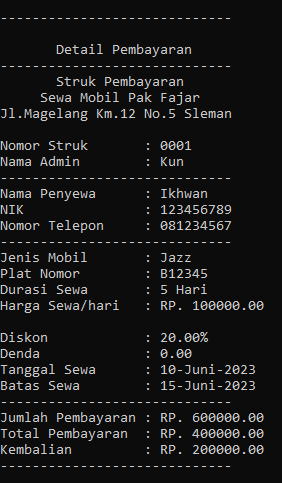 -----------------------------
Detail Pembayaran
-----------------------------
Struk Pembayaran
Sewa Mobil Pak Fajar
Jl.Magelang Km.12 No.5 Sleman
Nomor Struk : 0001
Nama Admin : Kun
-----------------------------
Nama Penyewa : Ikhwan
NIK : 123456789
Nomor Telepon : 081234567
-----------------------------
Jenis Mobil : Jazz
Plat Nomor : B12345
Durasi Sewa : 5 Hari
Harga Sewa/hari : RP. 100000.00
Diskon : 20.00%
Denda : 0.00
Tanggal Sewa : 10-Juni-2023
Batas Sewa : 15-Juni-2023
-----------------------------
Jumlah Pembayaran : RP. 600000.00
Total Pembayaran : RP. 400000.00
Kembalian : RP. 200000.00
-----------------------------